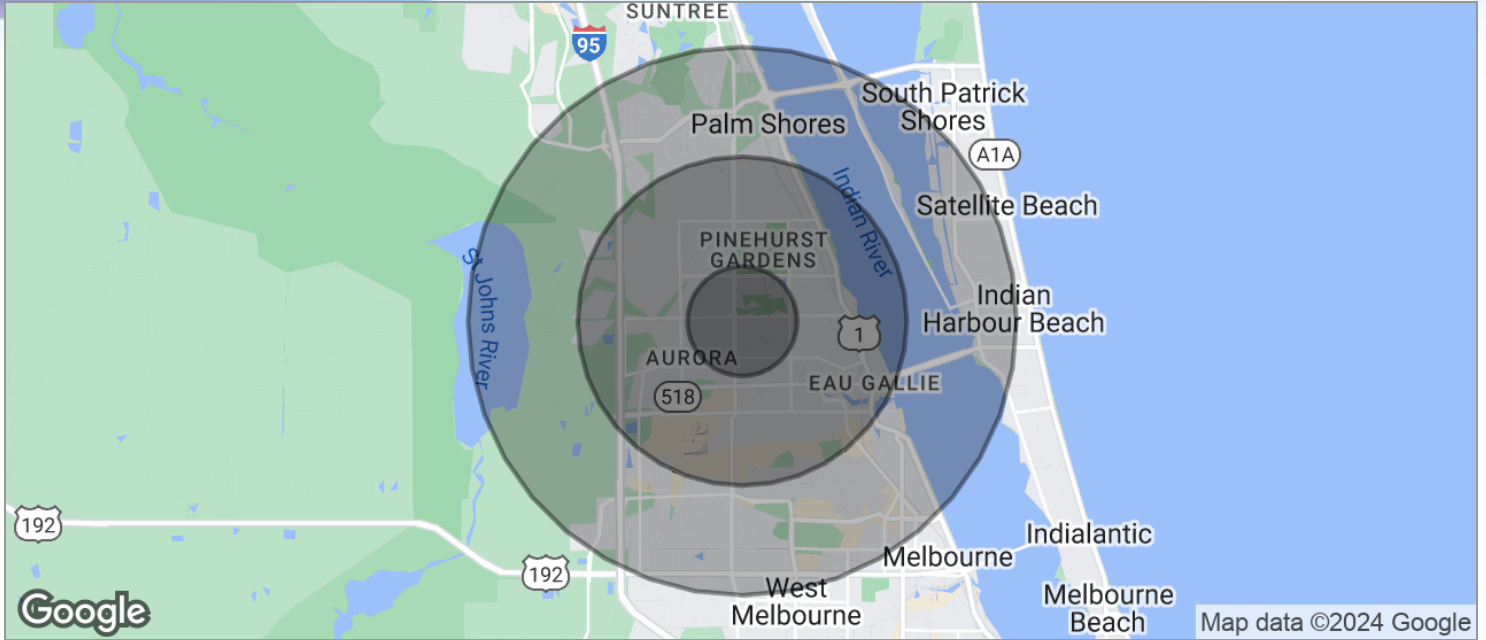 SUNTREE
95
South Patrick
Shores
Palm Shores
A1A
Indian River
Satellite Beach
PINEHURST
GARDENS
St Johns River
Indian
Harbour Beach
1
AURORA
EAU GALLIE
518
192
Indialantic
Melbourne
192
West
Melbourne
Melbourne
Beach
Google
Map data ©2024 Google